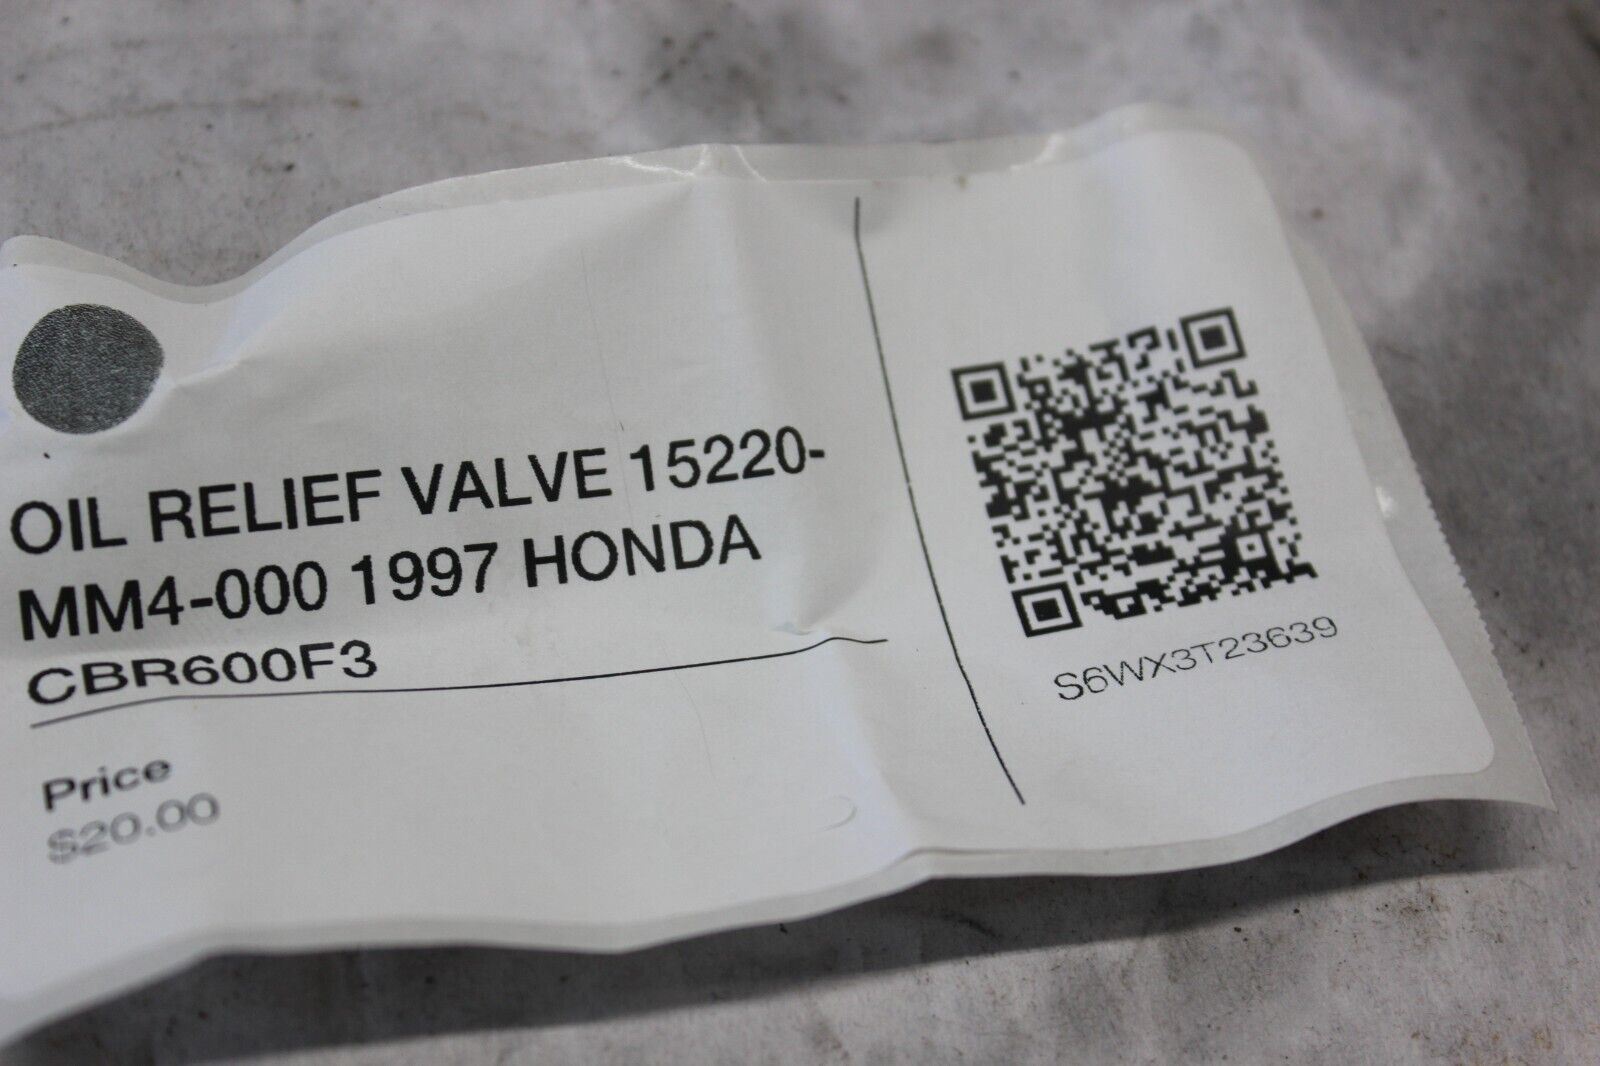 OIL RELIEF VALVE 15220-
MM4-000 1997 HONDA
CBR600F3
Price
$20.00
S6WX3T23639